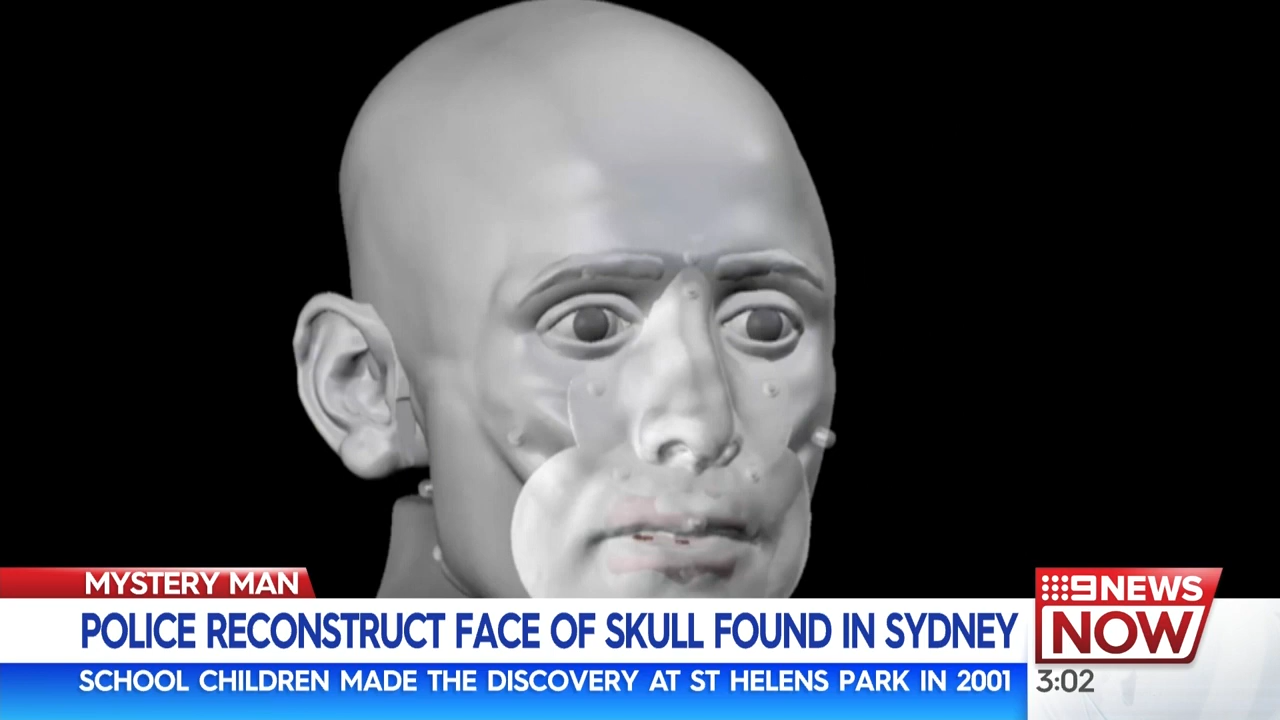 MYSTERY MAN
POLICE RECONSTRUCT FACE OF SKULL FOUND IN SYDNEY
SCHOOL CHILDREN MADE THE DISCOVERY AT ST HELENS PARK IN 2001
9NEWS
NOW
3:02